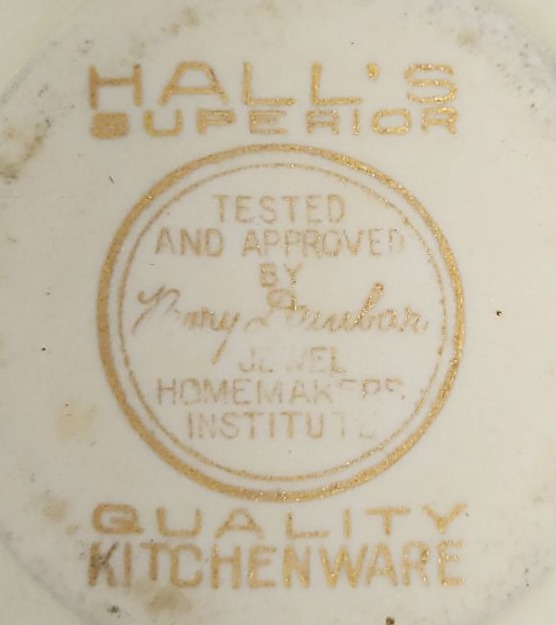 HALL'S
SUPERIOR
TESTED
AND APPROVED
BY
Mary Dunbar
JEWEL
HOMEMAKERS
INSTITUTE
QUALITY
KITCHENWARE